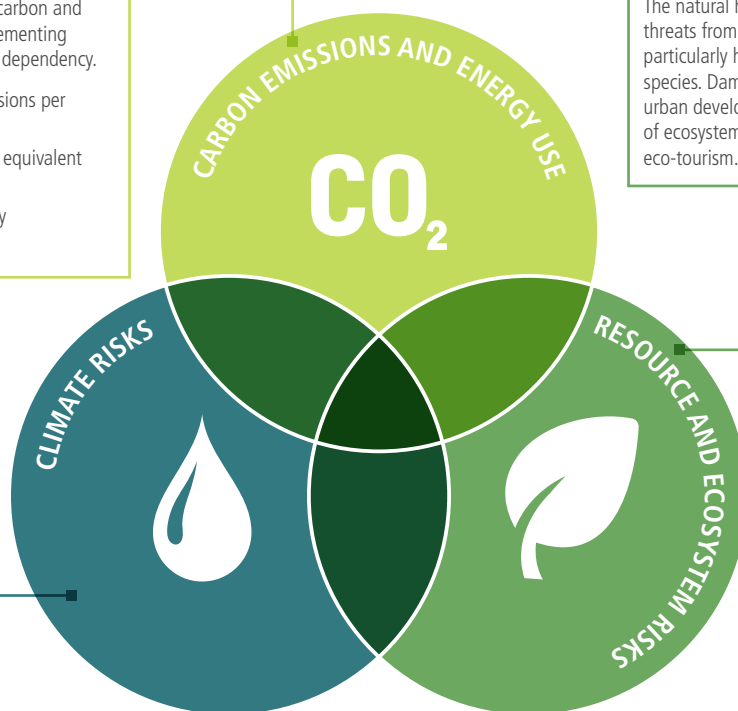 carbon and
ementing
dependency.
sions per
equivalent
y
The natural h
threats from
particularly h
species. Dam
urban develo
of ecosystem
eco-tourism.
CARBON EMISSIONS AND ENERGY USE
CO₂
CLIMATE RISKS
RESOURCE AND ECOSYSTEM RISKS